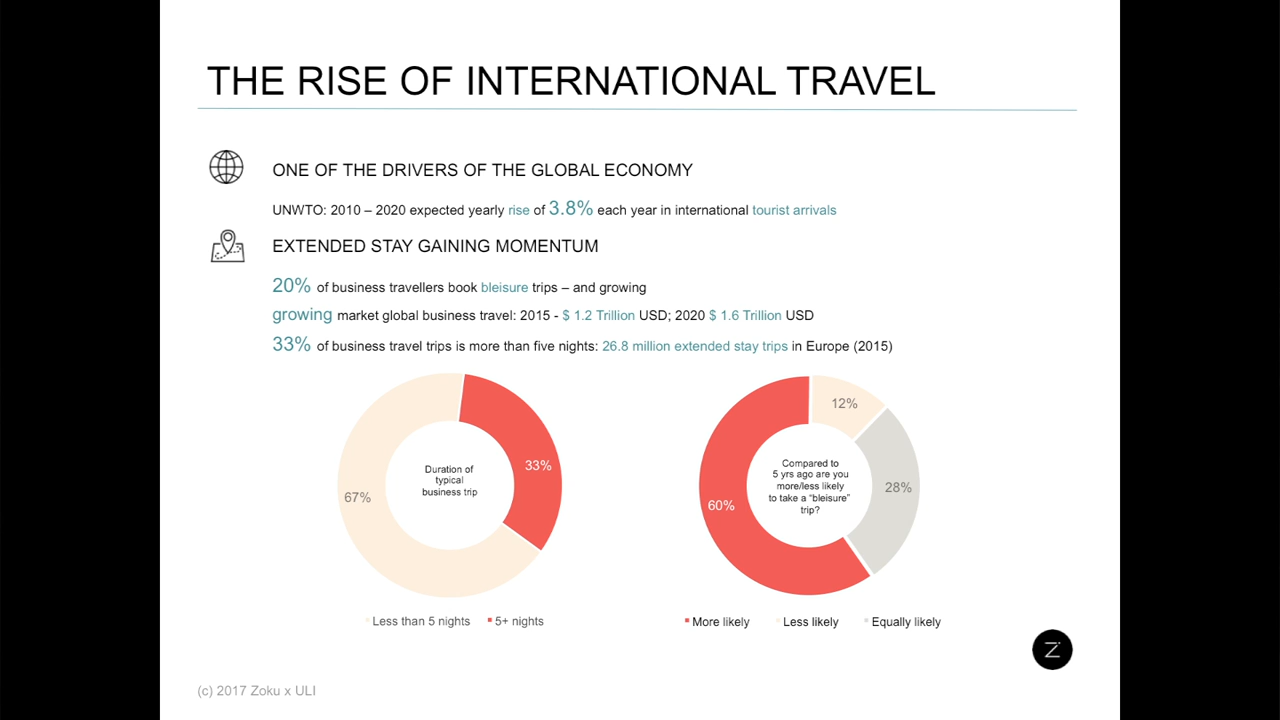 THE RISE OF INTERNATIONAL TRAVEL
ONE OF THE DRIVERS OF THE GLOBAL ECONOMY
UNWTO: 2010 – 2020 expected yearly rise of 3.8% each year in international tourist arrivals
EXTENDED STAY GAINING MOMENTUM
20% of business travellers book bleisure trips – and growing
growing market global business travel: 2015 - $ 1.2 Trillion USD; 2020 $ 1.6 Trillion USD
33% of business travel trips is more than five nights: 26.8 million extended stay trips in Europe (2015)
67%
Duration of
typical
business trip
33%
Less than 5 nights 5+ nights
12%
60%
Compared to
5 yrs ago are you
more/less likely
to take a “bleisure”
trip?
28%
More likely Less likely Equally likely
Z
(c) 2017 Zoku x ULI